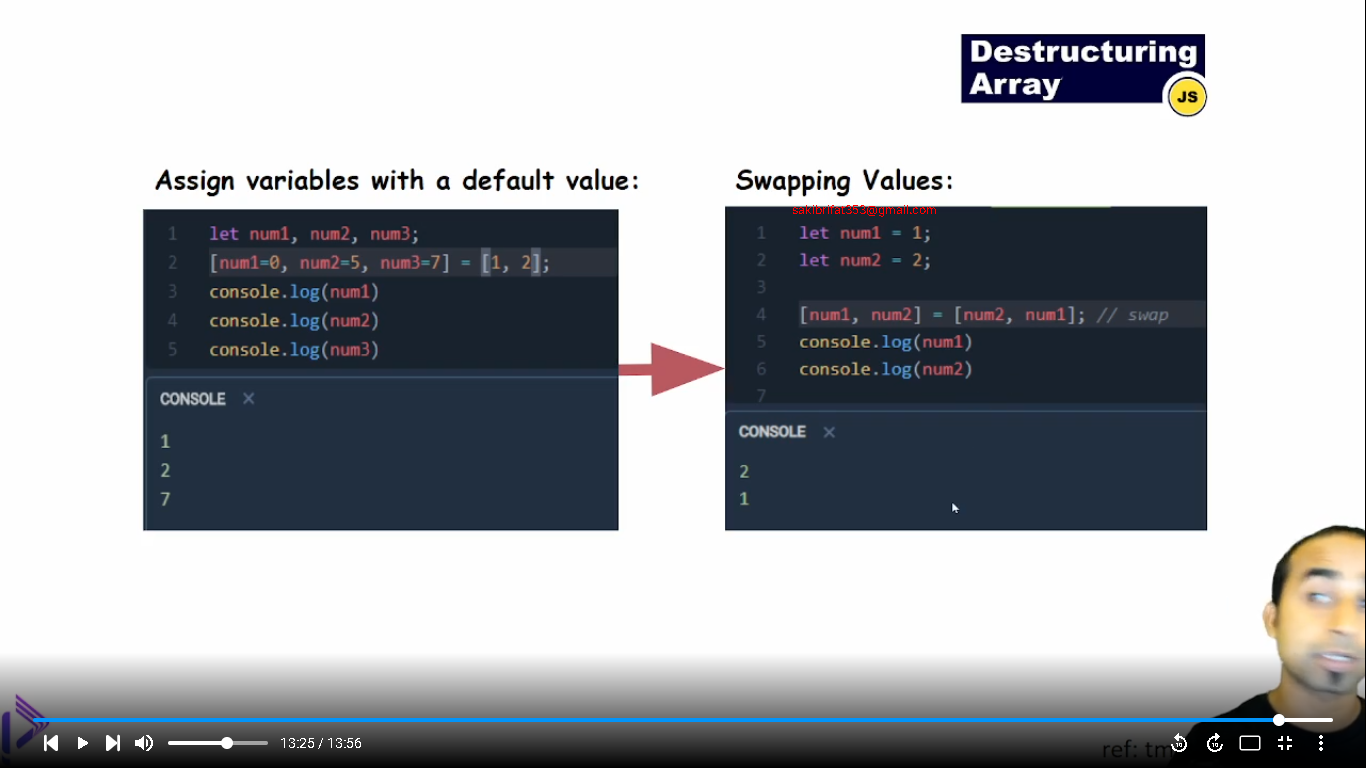 Destructuring
Array
JS
Assign variables with a default value:
1 let num1, num2, num3;
2 [num1=0, num2=5, num3=7] = [1, 2];
3 console.log(num1)
4 console.log(num2)
5 console.log(num3)
CONSOLE ×
1
2
7
Swapping Values:
sakibrifat353@gmail.com
1 let num1 = 1;
2 let num2 = 2;
3
4 [num1, num2] = [num2, num1]; // swap
5 console.log(num1)
6 console.log(num2)
7
CONSOLE ×
2
1
13:25 / 13:56
ref:
10
10